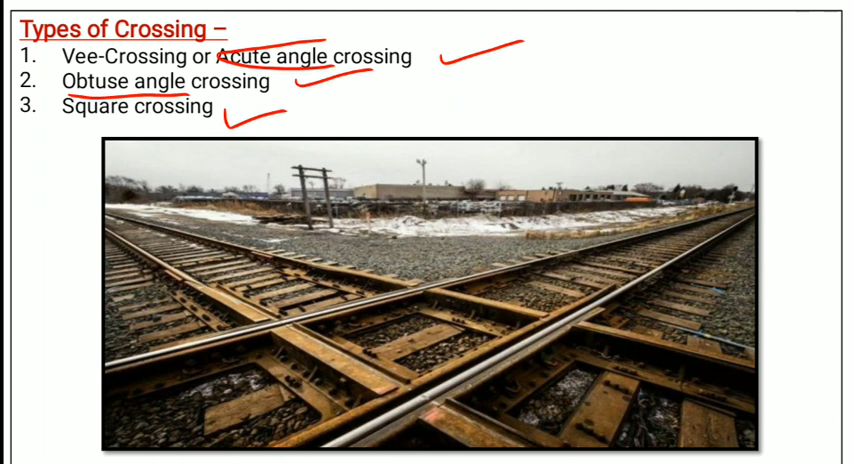 Types of Crossing –
1. Vee-Crossing or Acute angle crossing
2. Obtuse angle crossing
3. Square crossing